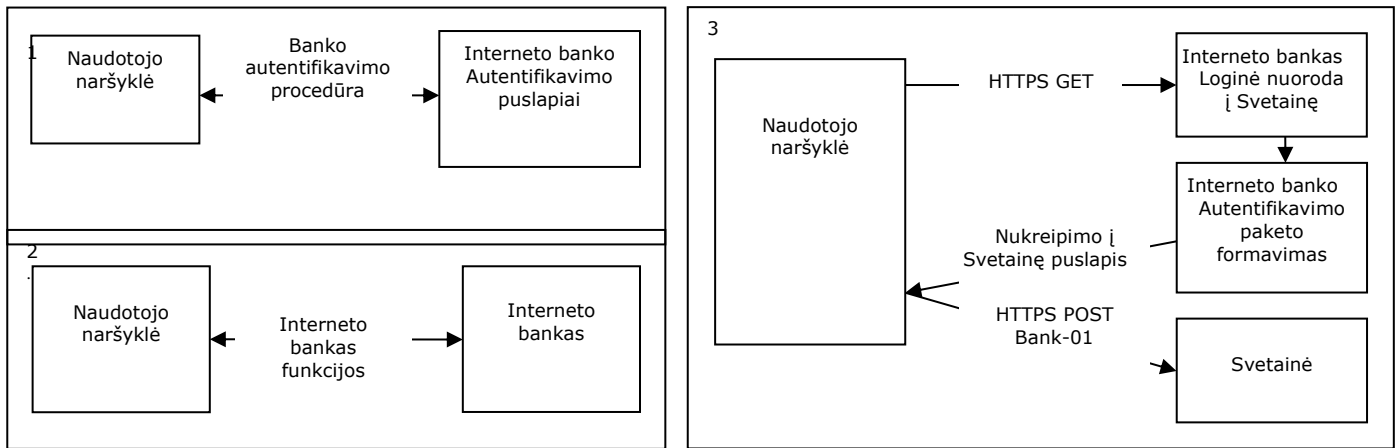 1
Naudotojo
naršyklė
Banko
autentifikavimo
procedūra
Interneto banko
Autentifikavimo
puslapiai
2
.
Naudotojo
naršyklė
Interneto
bankas
funkcijos
Interneto
bankas
3
Naudotojo
naršyklė
HTTPS GET
Interneto bankas
Loginė nuoroda
į Svetainę
Interneto banko
Autentifikavimo
paketo
formavimas
Nukreipimo į
Svetainę puslapis
HTTPS POST
Bank-01
Svetainė